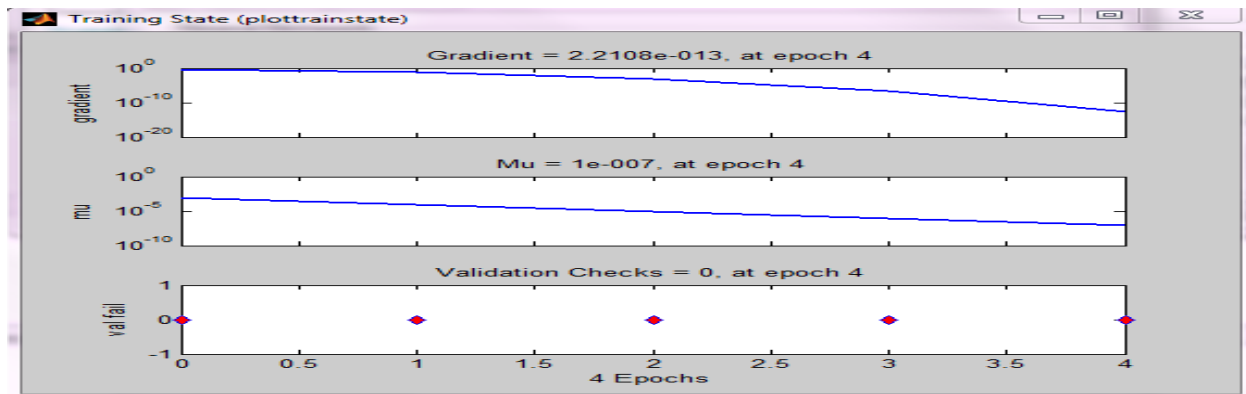 Training State (plottrainstate)
Gradient = 2.2108e-013, at epoch 4
10^0
gradient
10^-10
10^-20
Mu = 1e-007, at epoch 4
10^0
mu
10^-5
10^-10
Validation Checks = 0, at epoch 4
1
val fail
0
-1
0 0.5 1 1.5 2 2.5 3 3.5 4
4 Epochs